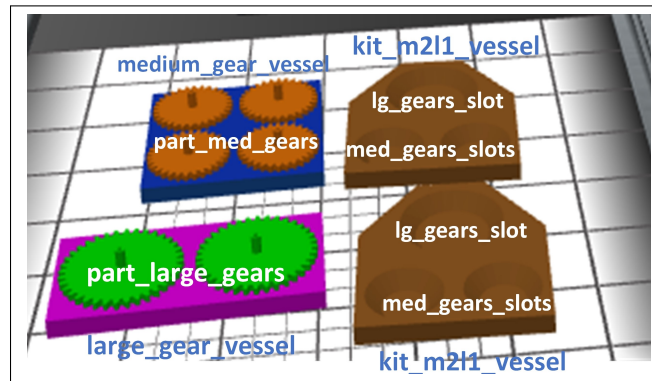 kit_m2l1_vessel
medium_gear_vessel
lg_gears_slot
part_med_gears
med_gears_slots
lg_gears_slot
part_large_gears
med_gears_slots
large_gear_vessel
kit_m2l1_vessel